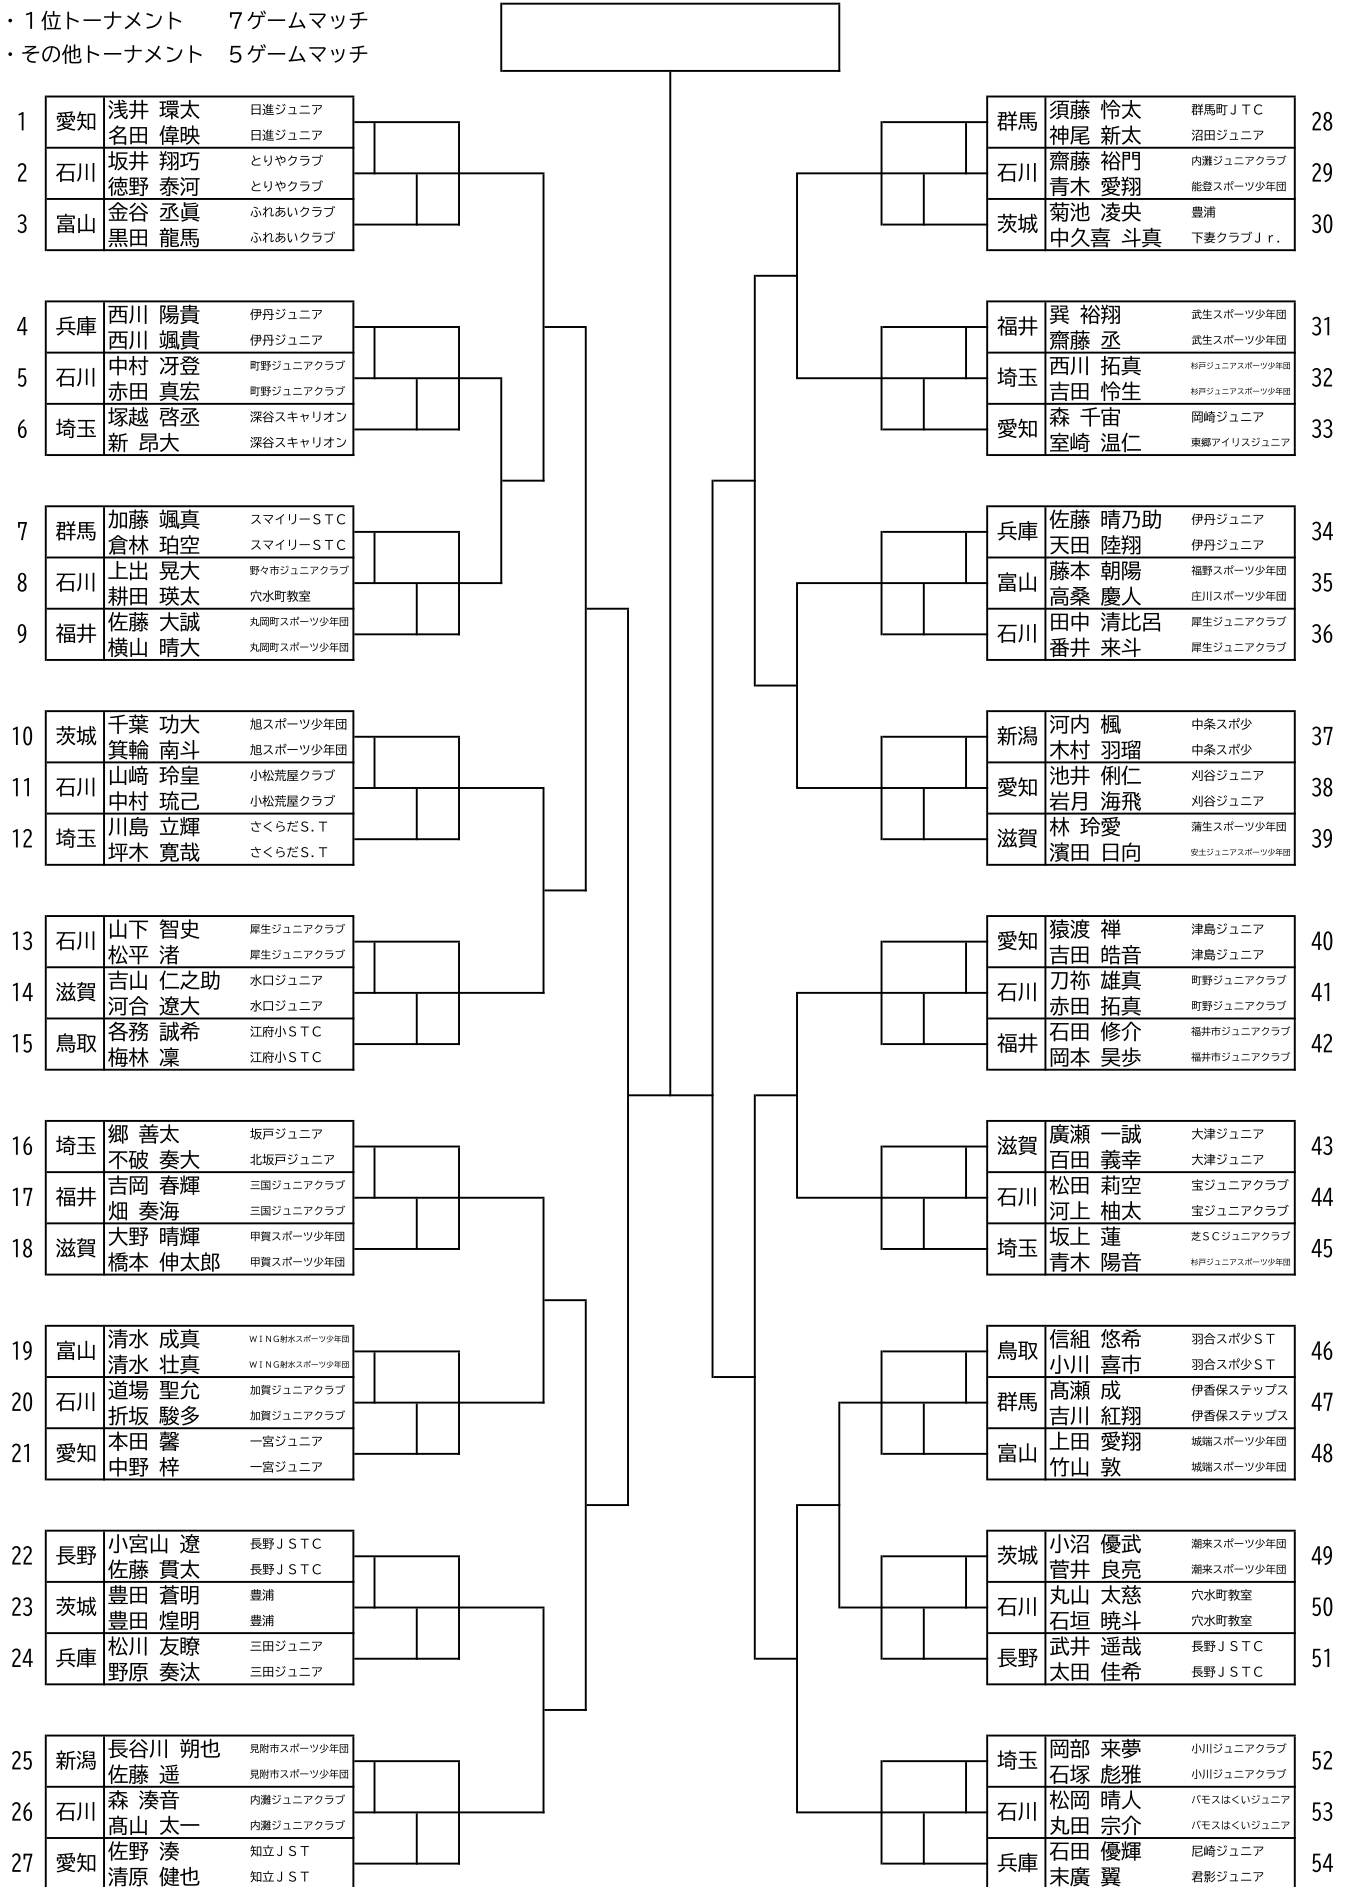 ・１位トーナメント　　７ゲームマッチ
・その他トーナメント　５ゲームマッチ
1 愛知 浅井 環太 日進ジュニア
名田 偉映 日進ジュニア
2 石川 坂井 翔巧 とりやクラブ
徳野 泰河 とりやクラブ
3 富山 金谷 丞眞 ふれあいクラブ
黒田 龍馬 ふれあいクラブ
4 兵庫 西川 陽貴 伊丹ジュニア
西川 颯貴 伊丹ジュニア
5 石川 中村 冴登 町野ジュニアクラブ
赤田 真宏 町野ジュニアクラブ
6 埼玉 塚越 啓丞 深谷スキャリオン
新 昂大 深谷スキャリオン
7 群馬 加藤 颯真 スマイリーＳＴＣ
倉林 珀空 スマイリーＳＴＣ
8 石川 上出 晃大 野々市ジュニアクラブ
耕田 瑛太 穴水町教室
9 福井 佐藤 大誠 丸岡町スポーツ少年団
横山 晴大 丸岡町スポーツ少年団
10 茨城 千葉 功大 旭スポーツ少年団
箕輪 南斗 旭スポーツ少年団
11 石川 山﨑 玲皇 小松荒屋クラブ
中村 琉己 小松荒屋クラブ
12 埼玉 川島 立輝 さくらだＳ．Ｔ
坪木 寛哉 さくらだＳ．Ｔ
13 石川 山下 智史 犀生ジュニアクラブ
松平 渚 犀生ジュニアクラブ
14 滋賀 吉山 仁之助 水口ジュニア
河合 遼大 水口ジュニア
15 鳥取 各務 誠希 江府小ＳＴＣ
梅林 凜 江府小ＳＴＣ
16 埼玉 郷 善太 坂戸ジュニア
不破 奏大 北坂戸ジュニア
17 福井 吉岡 春輝 三国ジュニアクラブ
畑 奏海 三国ジュニアクラブ
18 滋賀 大野 晴輝 甲賀スポーツ少年団
橋本 伸太郎 甲賀スポーツ少年団
19 富山 清水 成真 ＷＩＮＧ射水スポーツ少年団
清水 壮真 ＷＩＮＧ射水スポーツ少年団
20 石川 道場 聖允 加賀ジュニアクラブ
折坂 駿多 加賀ジュニアクラブ
21 愛知 本田 馨 一宮ジュニア
中野 梓 一宮ジュニア
22 長野 小宮山 遼 長野ＪＳＴＣ
佐藤 貫太 長野ＪＳＴＣ
23 茨城 豊田 蒼明 豊浦
豊田 煌明 豊浦
24 兵庫 松川 友瞭 三田ジュニア
野原 奏汰 三田ジュニア
25 新潟 長谷川 朔也 見附市スポーツ少年団
佐藤 遥 見附市スポーツ少年団
26 石川 森 湊音 内灘ジュニアクラブ
髙山 太一 内灘ジュニアクラブ
27 愛知 佐野 湊 知立ＪＳＴ
清原 健也 知立ＪＳＴ
群馬 須藤 怜太 群馬町ＪＴＣ 28
神尾 新太 沼田ジュニア
石川 齋藤 裕門 内灘ジュニアクラブ 29
青木 愛翔 能登スポーツ少年団
茨城 菊池 凌央 豊浦 30
中久喜 斗真 下妻クラブＪｒ．
福井 巽 裕翔 武生スポーツ少年団 31
齋藤 丞 武生スポーツ少年団
埼玉 西川 拓真 杉戸ジュニアスポーツ少年団 32
吉田 怜生 杉戸ジュニアスポーツ少年団
愛知 森 千宙 岡崎ジュニア 33
室崎 温仁 東郷アイリスジュニア
兵庫 佐藤 晴乃助 伊丹ジュニア 34
天田 陸翔 伊丹ジュニア
富山 藤本 朝陽 福野スポーツ少年団 35
高桑 慶人 庄川スポーツ少年団
石川 田中 清比呂 犀生ジュニアクラブ 36
番井 来斗 犀生ジュニアクラブ
新潟 河内 楓 中条スポ少 37
木村 羽瑠 中条スポ少
愛知 池井 俐仁 刈谷ジュニア 38
岩月 海飛 刈谷ジュニア
滋賀 林 玲愛 蒲生スポーツ少年団 39
濱田 日向 安土ジュニアスポーツ少年団
愛知 猿渡 禅 津島ジュニア 40
吉田 皓音 津島ジュニア
石川 刀祢 雄真 町野ジュニアクラブ 41
赤田 拓真 町野ジュニアクラブ
福井 石田 修介 福井市ジュニアクラブ 42
岡本 昊歩 福井市ジュニアクラブ
滋賀 廣瀬 一誠 大津ジュニア 43
百田 義幸 大津ジュニア
石川 松田 莉空 宝ジュニアクラブ 44
河上 柚太 宝ジュニアクラブ
埼玉 坂上 蓮 芝ＳＣジュニアクラブ 45
青木 陽音 杉戸ジュニアスポーツ少年団
鳥取 信組 悠希 羽合スポ少ＳＴ 46
小川 喜市 羽合スポ少ＳＴ
群馬 髙瀬 成 伊香保ステップス 47
吉川 紅翔 伊香保ステップス
富山 上田 愛翔 城端スポーツ少年団 48
竹山 敦 城端スポーツ少年団
茨城 小沼 優武 潮来スポーツ少年団 49
菅井 良亮 潮来スポーツ少年団
石川 丸山 太慈 穴水町教室 50
石垣 暁斗 穴水町教室
長野 武井 遥哉 長野ＪＳＴＣ 51
太田 佳希 長野ＪＳＴＣ
埼玉 岡部 来夢 小川ジュニアクラブ 52
石塚 彪雅 小川ジュニアクラブ
石川 松岡 晴人 バモスはくいジュニア 53
丸田 宗介 バモスはくいジュニア
兵庫 石田 優輝 尼崎ジュニア 54
末廣 翼 君影ジュニア